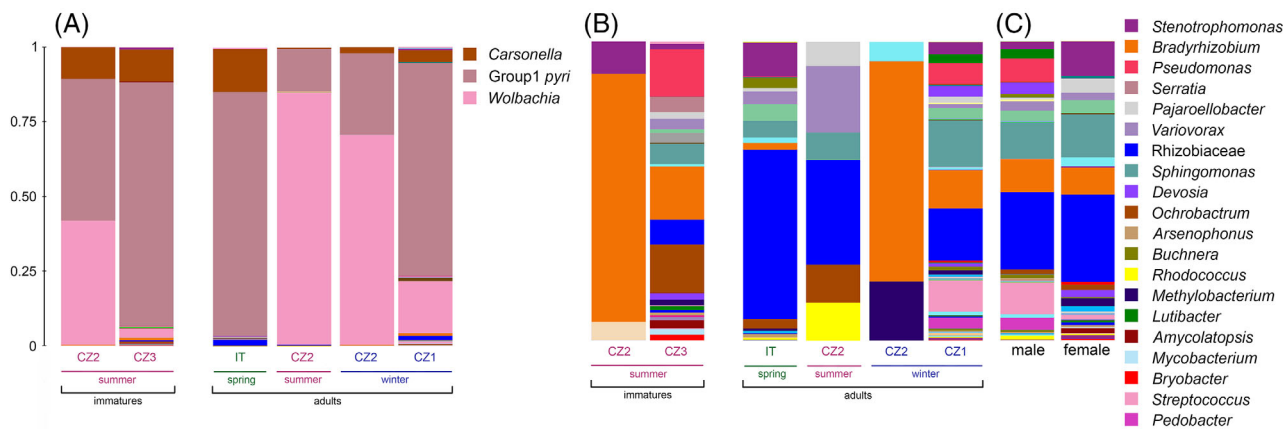 (A)
1
0.75
0.50
0.25
0
CZ2 CZ3 IT CZ2 CZ2 CZ1
summer spring summer winter
immatures adults
Carsonella
Group1 pyri
Wolbachia
(B)
CZ2 CZ3 IT CZ2 CZ2 CZ1
summer spring summer winter
immatures adults
(C)
male female
Stenotrophomonas
Bradyrhizobium
Pseudomonas
Serratia
Pajaroellobacter
Variovorax
Rhizobiaceae
Sphingomonas
Devosia
Ochrobactrum
Arsenophonus
Buchnera
Rhodococcus
Methylobacterium
Lutibacter
Amycolatopsis
Mycobacterium
Bryobacter
Streptococcus
Pedobacter